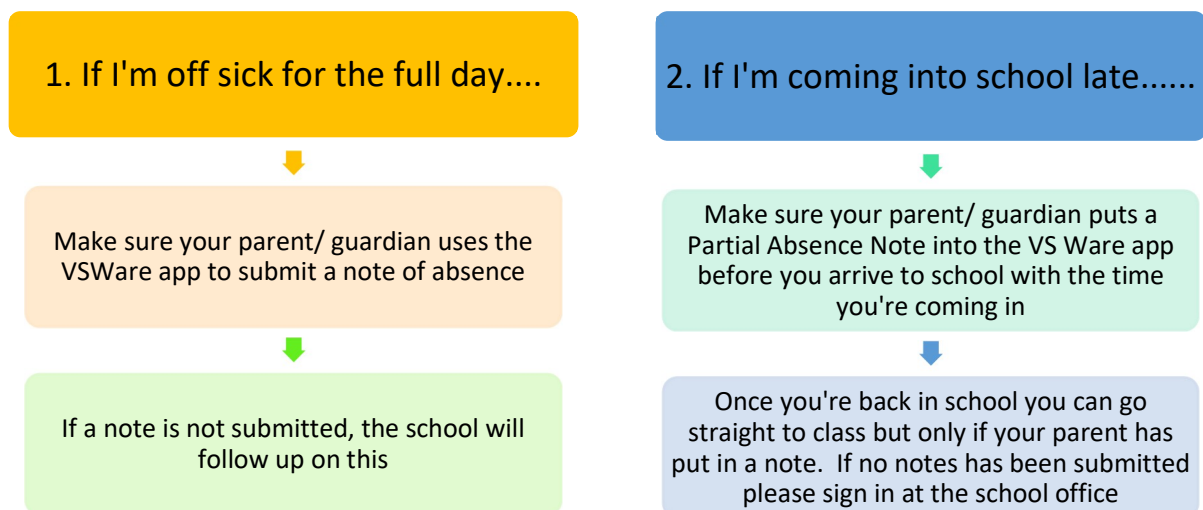 1. If I'm off sick for the full day....
Make sure your parent/ guardian uses the
VSWare app to submit a note of absence
If a note is not submitted, the school will
follow up on this
2. If I'm coming into school late......
Make sure your parent/ guardian puts a
Partial Absence Note into the VS Ware app
before you arrive to school with the time
you're coming in
Once you're back in school you can go
straight to class but only if your parent has
put in a note.  If no notes has been submitted
please sign in at the school office